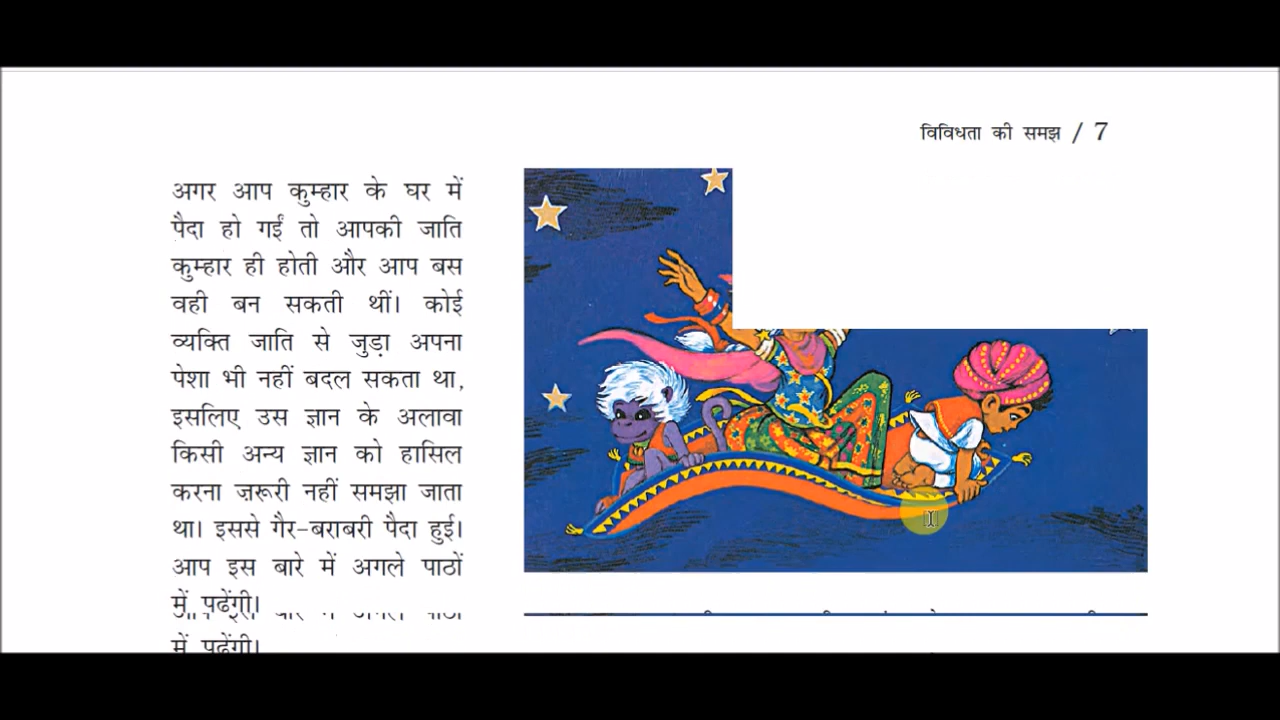 विविधता की समझ / 7
अगर आप कुम्हार के घर में
पैदा हो गईं तो आपकी जाति
कुम्हार ही होती और आप बस
वही बन सकती थीं। कोई
व्यक्ति जाति से जुड़ा अपना
पेशा भी नहीं बदल सकता था,
इसलिए उस ज्ञान के अलावा
किसी अन्य ज्ञान को हासिल
करना ज़रूरी नहीं समझा जाता
था। इससे गैर-बराबरी पैदा हुई।
आप इस बारे में अगले पाठों
में पढेंगी।
में पढेंगी।